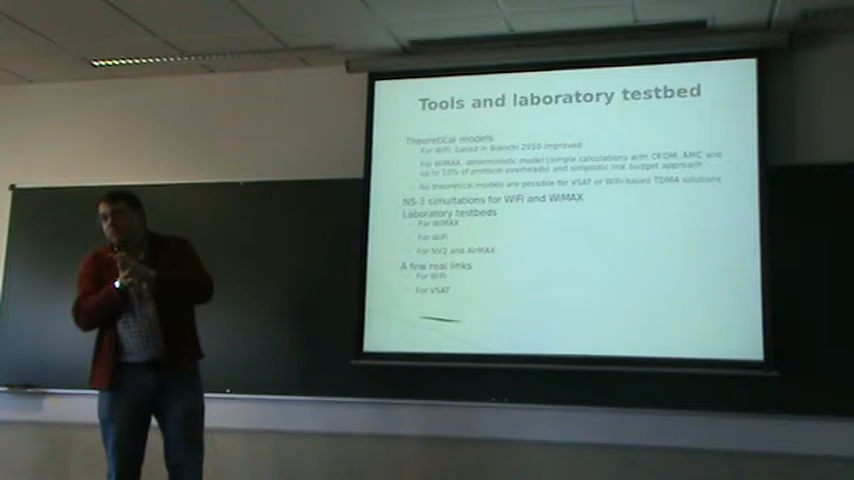 Tools and laboratory testbed
Theoretical models
For WiFi, based in Bianchi 2010 improved
For WiMAX, deterministic model (simple calculations with OFDM, AMC and
up to 10% of protocol overheads) and simplistic link budget approach
No theoretical models are possible for VSAT or WiFi-based TDMA solutions
NS-3 simulations for WiFi and WiMAX
Laboratory testbeds
For WiMAX
For WiFi
For NV2 and AirMAX
A few real links
For WiFi
For VSAT